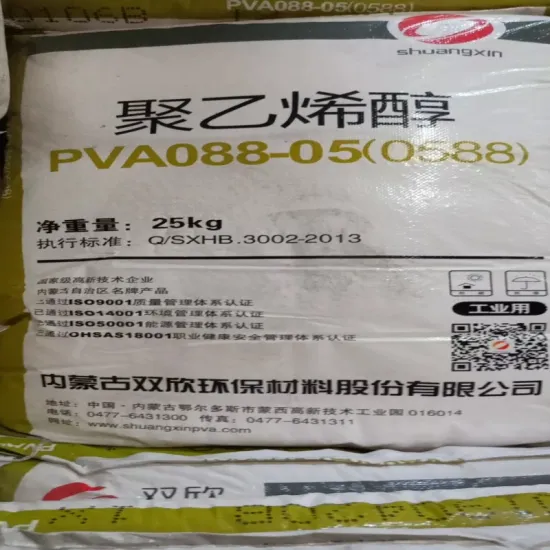 PVA088-05(0588)
shuangxin
聚乙烯醇
PVA088-05(0588)
净重量： 25kg
执行标准： Q/SXHB.3002-2013
国家级高新技术企业
内蒙古自治区名牌产品
已通过ISO9001质量管理体系认证
已通过ISO14001环境管理体系认证
已通过ISO50001能源管理体系认证
已通过OHSAS18001职业健康安全管理体系认证
工业用
内蒙古双欣环保材料股份有限公司
地址：中国·内蒙古鄂尔多斯市蒙西高新技术工业园 016014
电话：0477-6431300 传真：0477-6431311
网址：www.shuangxinpva.com
双欣